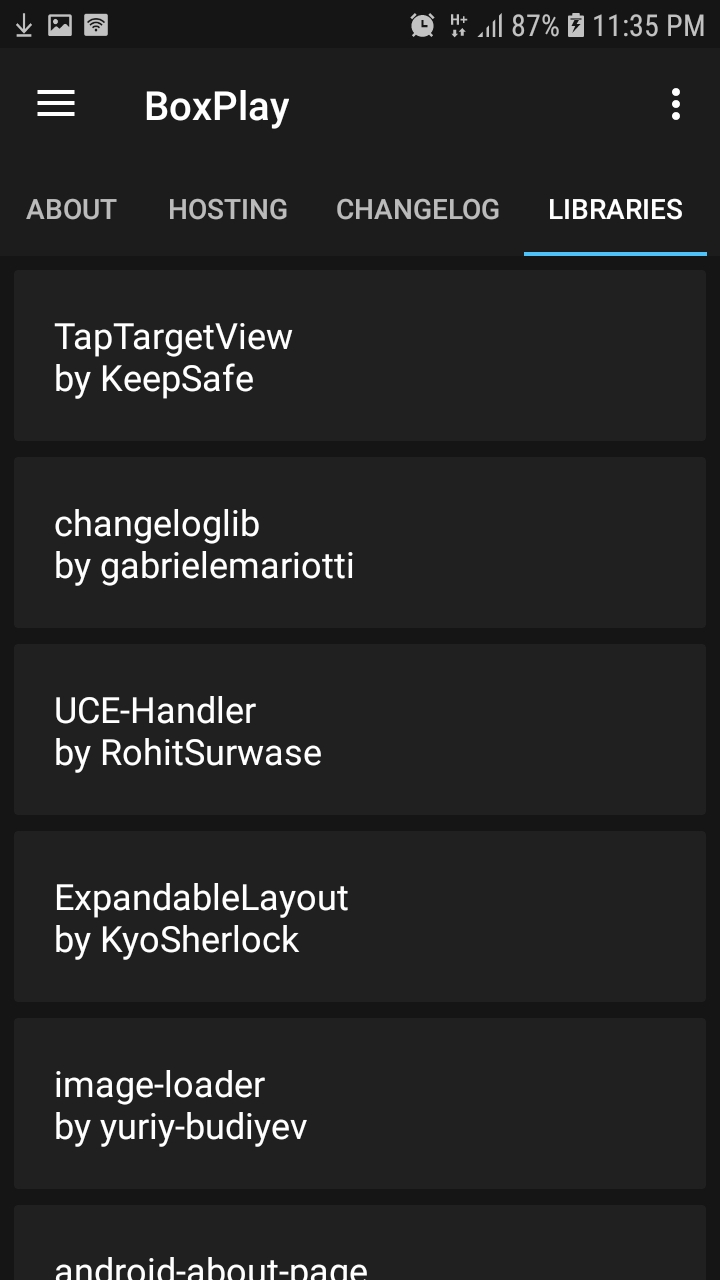 H+ 87% 11:35 PM
BoxPlay
ABOUT HOSTING CHANGELOG LIBRARIES
TapTargetView
by KeepSafe
changeloglib
by gabrielemariotti
UCE-Handler
by RohitSurwase
ExpandableLayout
by KyoSherlock
image-loader
by yuriy-budiyev
android-about-page